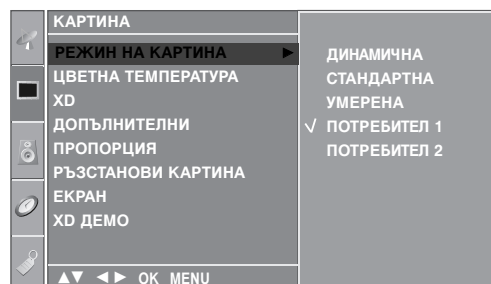 КАРТИНА
РЕЖИН НА КАРТИНА ►
ЦВЕТНА ТЕМПЕРАТУРА
XD
ДОПЪЛНИТЕЛНИ
ПРОПОРЦИЯ
РЪЗСТАНОВИ КАРТИНА
ЕКРАН
XD ДЕМО
ДИНАМИЧНА
СТАНДАРТНА
УМЕРЕНА
√ ПОТРЕБИТЕЛ 1
ПОТРЕБИТЕЛ 2
▲▼ ◄► OK MENU